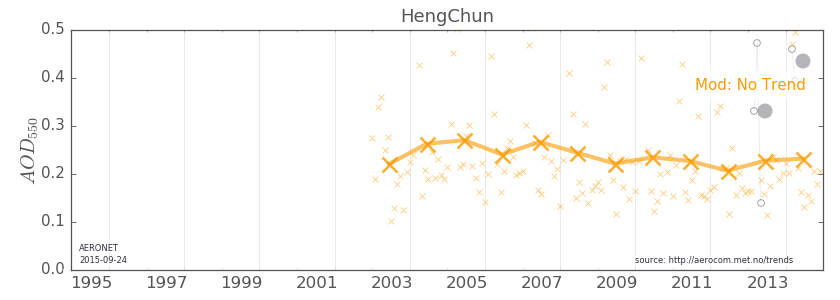 HengChun
0.5
0.4
0.3
0.2
0.1
0.0
AOD550
Mod: No Trend
AERONET
2015-09-24
source: http://aerocom.met.no/trends
1995 1997 1999 2001 2003 2005 2007 2009 2011 2013